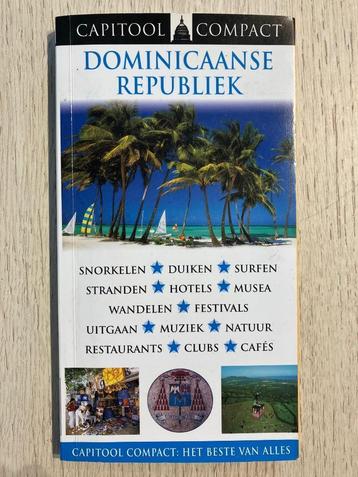 CAPITOOL COMPACT
DOMINICAANSE
REPUBLIEK
SNORKELEN ★ DUIKEN ★ SURFEN
STRANDEN ★ HOTELS ★ MUSEA
WANDELEN ★ FESTIVALS
UITGAAN ★ MUZIEK ★ NATUUR
RESTAURANTS ★ CLUBS ★ CAFÉS
CAPITOOL COMPACT: HET BESTE VAN ALLES